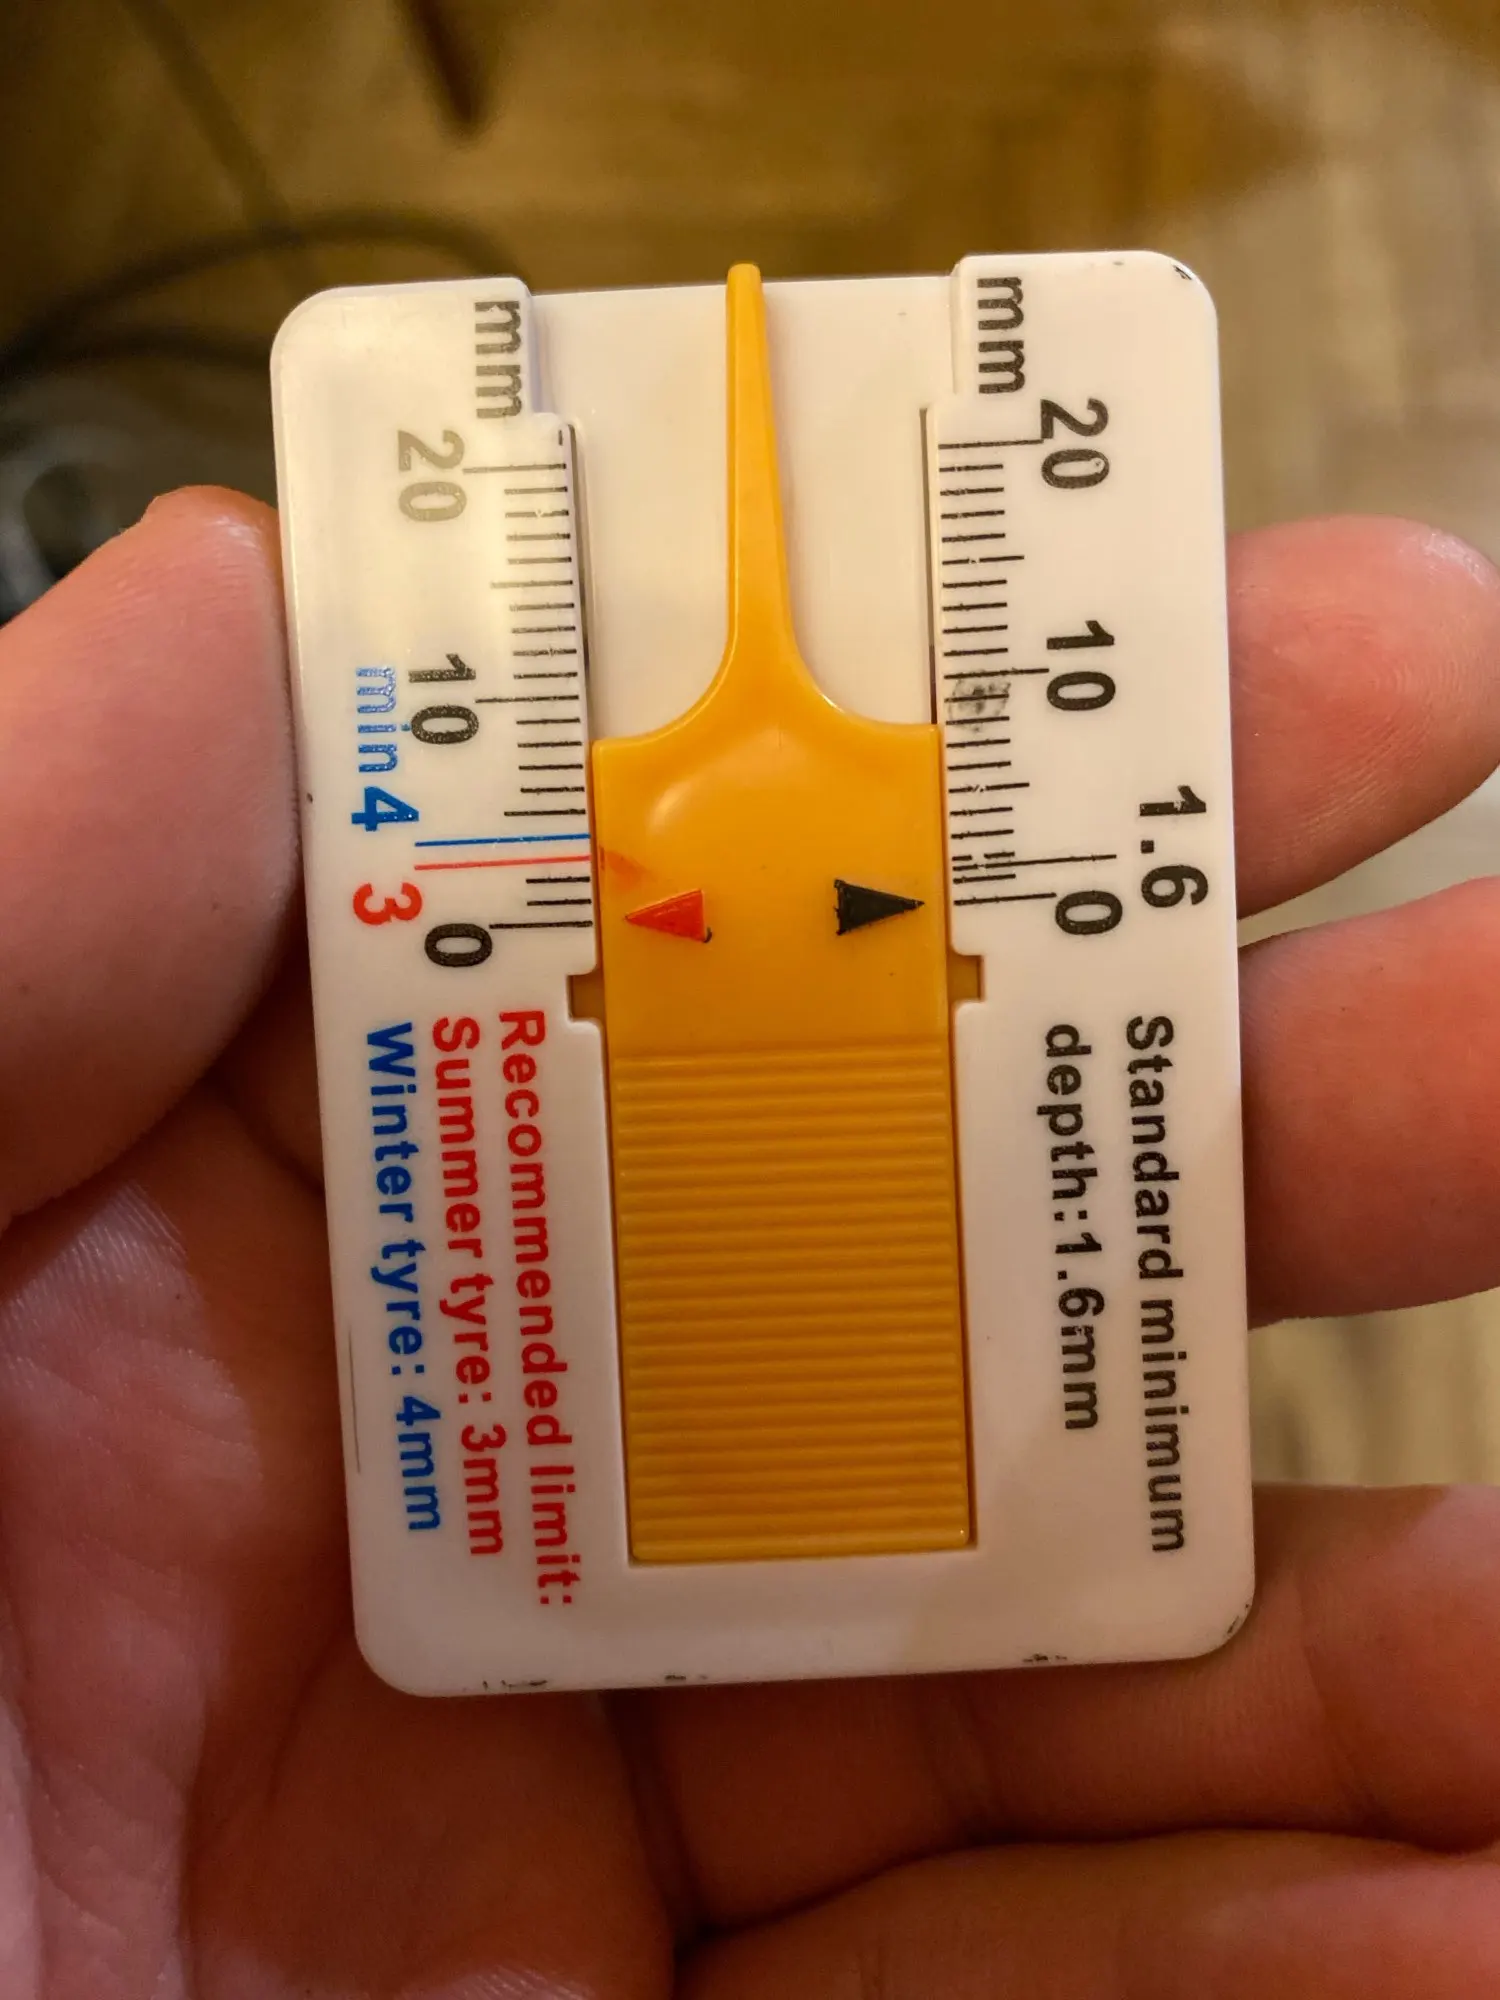 mm
20
10
0
min 4
3
Recommended limit:
Summer tyre: 3mm
Winter tyre: 4mm
mm
20
10
0
1.6
Standard minimum
depth:1.6mm